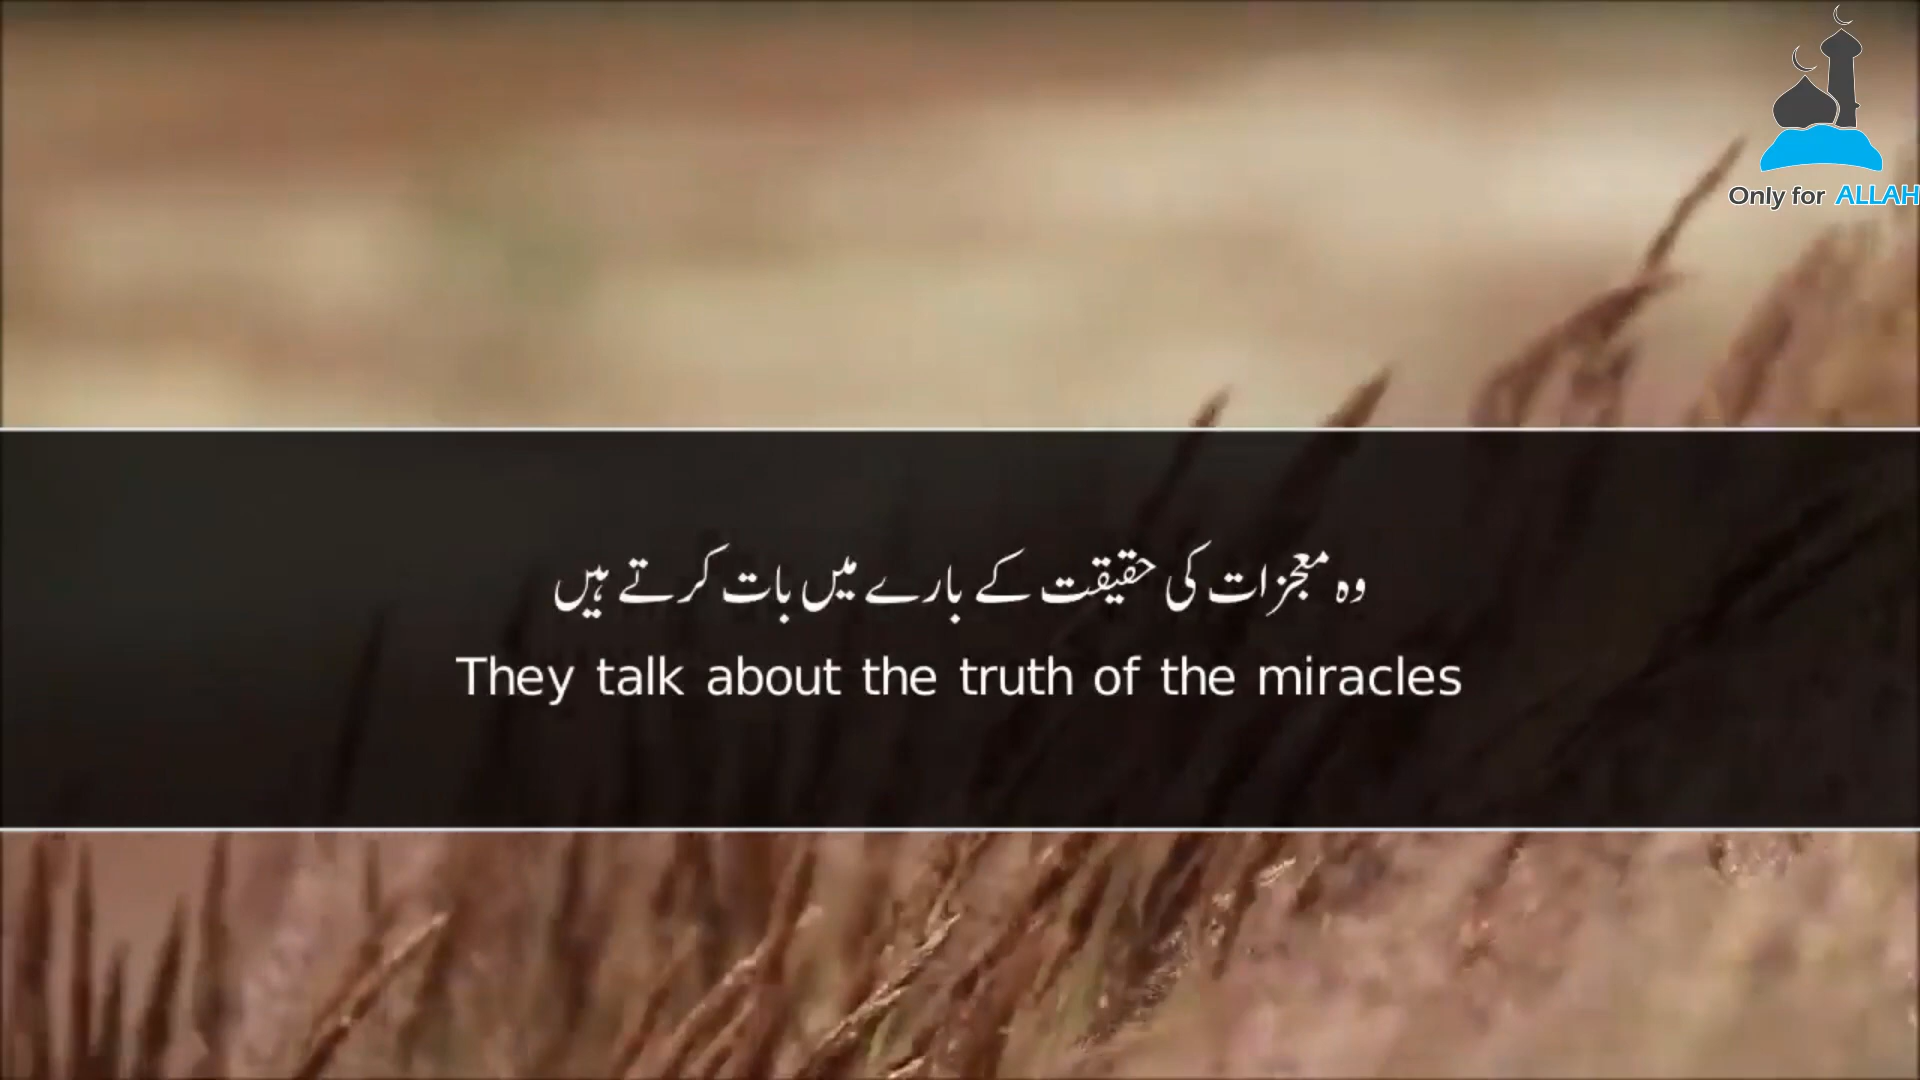 Only for ALLAH
وہ معجزات کی حقیقت کے بارے میں بات کرتے ہیں
They talk about the truth of the miracles